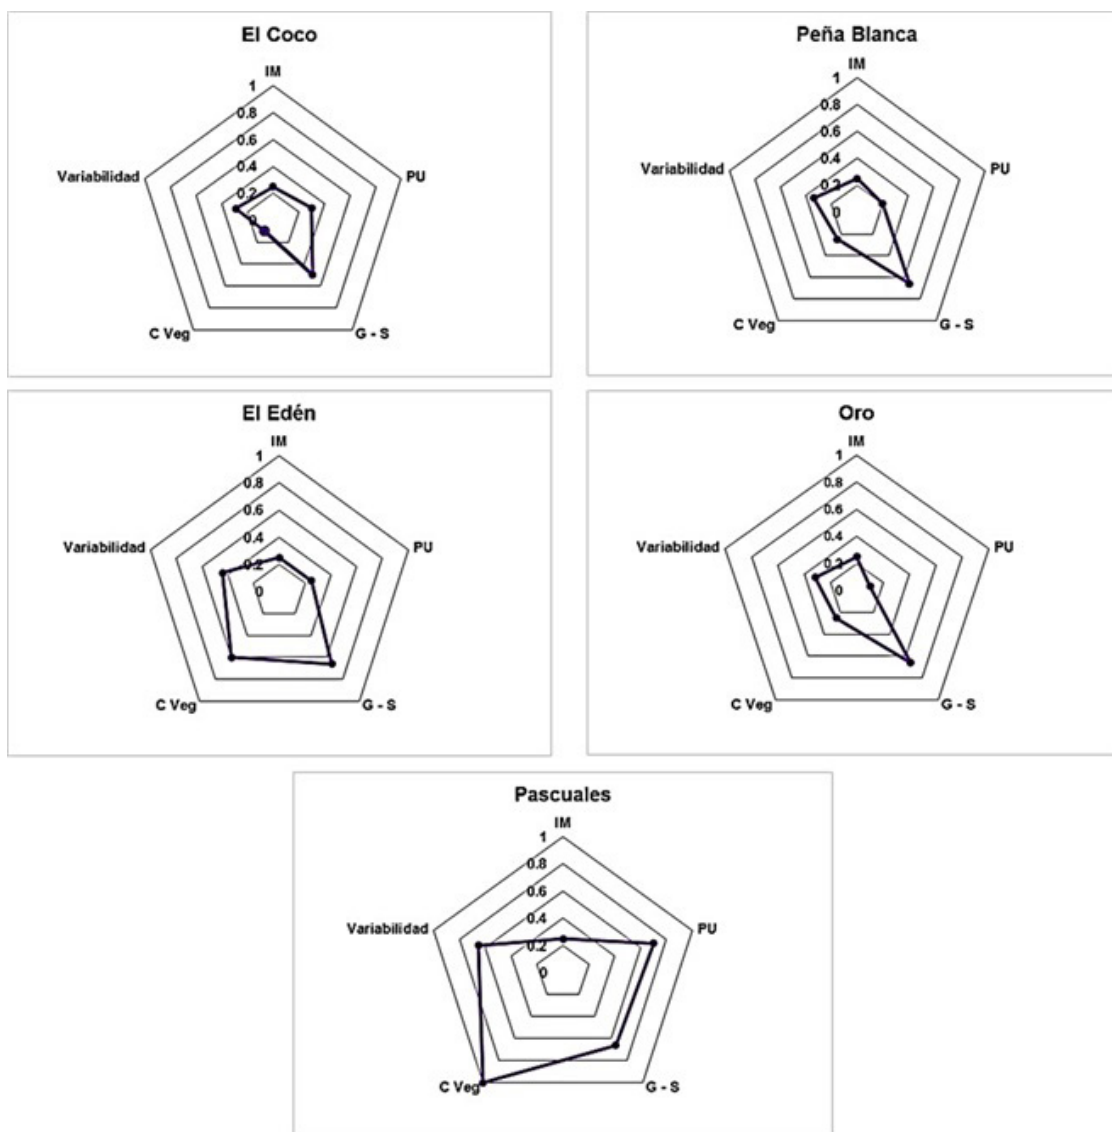 El Coco
IM
1
0.8
0.6
0.4
0.2
0
Variabilidad
PU
C Veg
G - S
Peña Blanca
IM
1
0.8
0.6
0.4
0.2
0
Variabilidad
PU
C Veg
G - S
El Edén
IM
1
0.8
0.6
0.4
0.2
0
Variabilidad
PU
C Veg
G - S
Oro
IM
1
0.8
0.6
0.4
0.2
0
Variabilidad
PU
C Veg
G - S
Pascuales
IM
1
0.8
0.6
0.4
0.2
0
Variabilidad
PU
C Veg
G - S